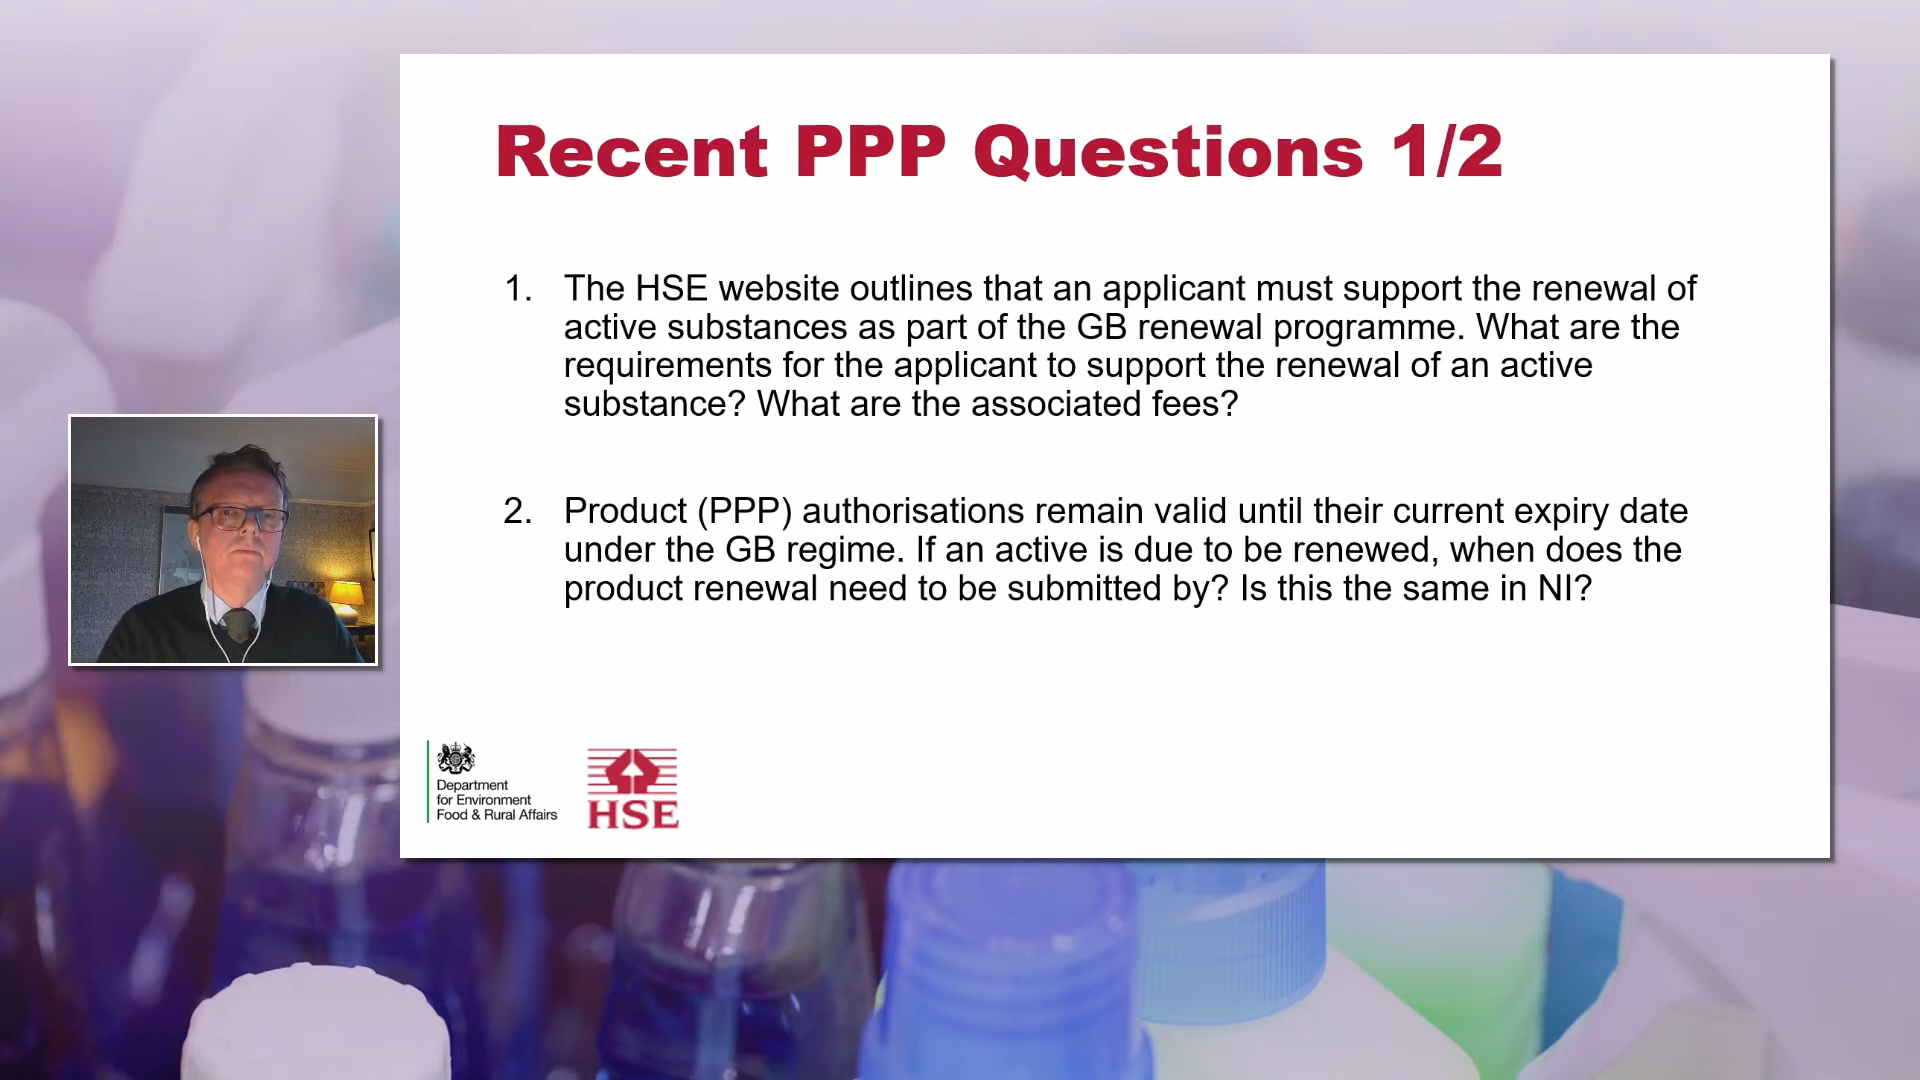 Recent PPP Questions 1/2
1. The HSE website outlines that an applicant must support the renewal of
active substances as part of the GB renewal programme. What are the
requirements for the applicant to support the renewal of an active
substance? What are the associated fees?
2. Product (PPP) authorisations remain valid until their current expiry date
under the GB regime. If an active is due to be renewed, when does the
product renewal need to be submitted by? Is this the same in NI?
Department
for Environment
Food & Rural Affairs
HSE